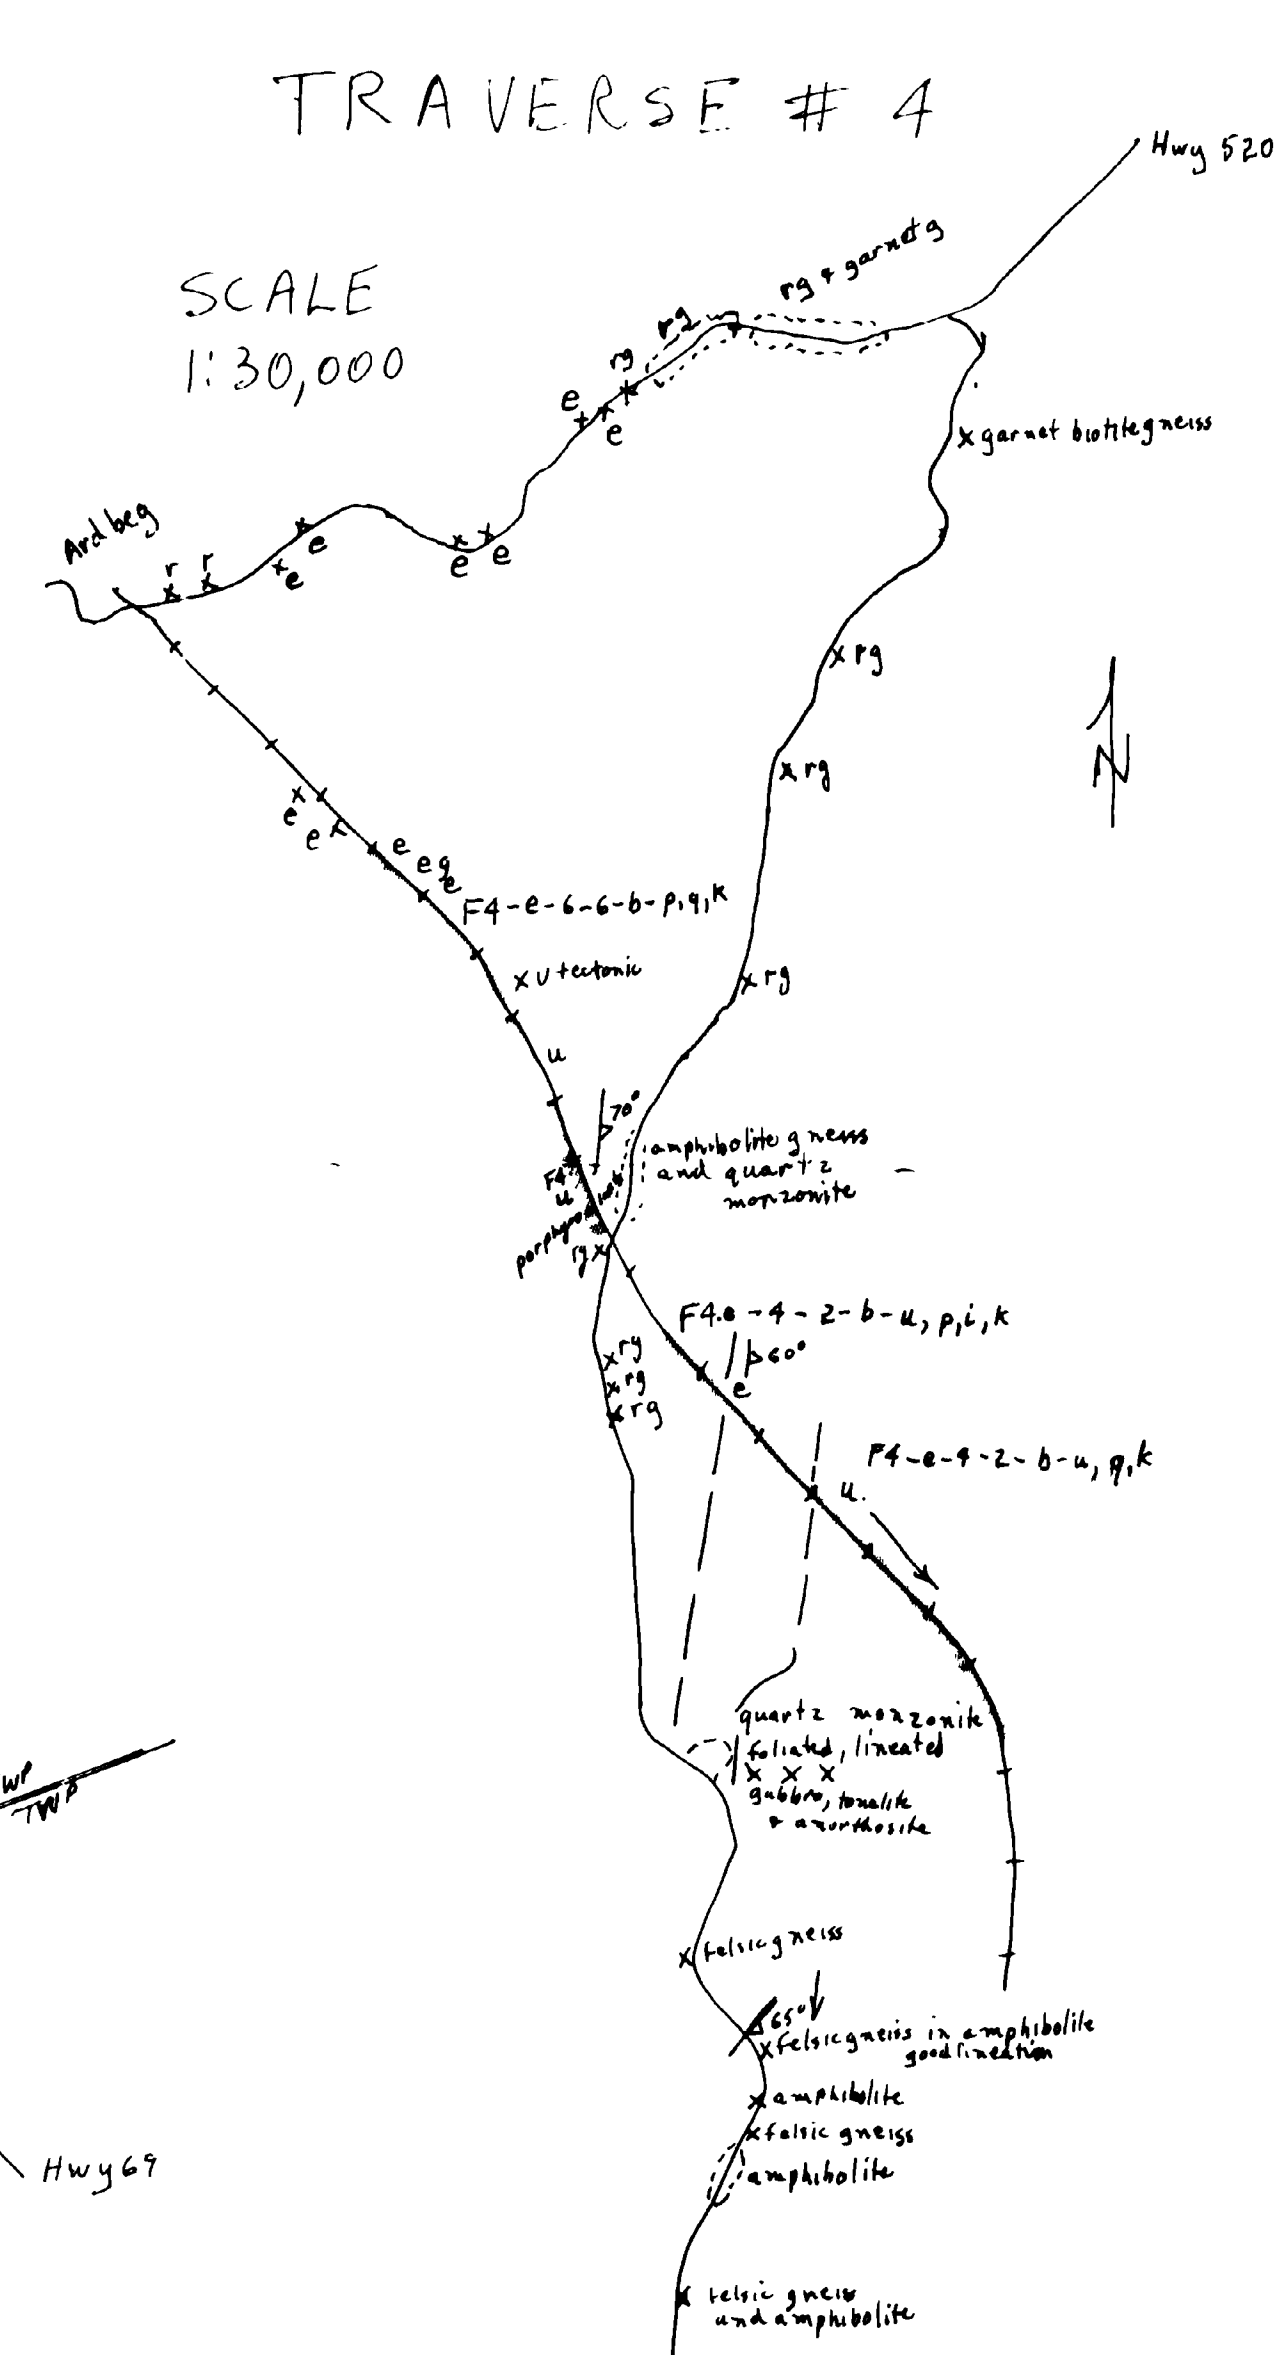 TRAVERSE # 4
Hwy 520
SCALE
1:30,000
rg + garnet g
rg
rg
e
e
garnet biotite gneiss
Ardbeg
r
r
e
e
e
e
rg
rg
N
e
e
e
eg
e
F4-e-6-6-b-p,q,k
u tectonic
rg
u
70°
amphibolite gneiss
and quartz
monzonite
F4
u
rg
F4.e-4-2-b-u, p,i,k
60°
e
rg
rg
rg
F4-e-4-2-b-u, q,k
u.
quartz monzonite
foliated, lineated
gabbro, tonalite
+ anorthosite
WP
TWP
felsic gneiss
65°
felsic gneiss in amphibolite
good lineation
amphibolite
felsic gneiss
amphibolite
Hwy 69
felsic gneiss
and amphibolite